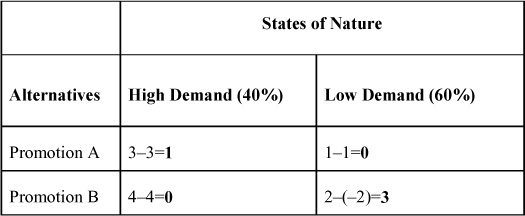 States of Nature
Alternatives High Demand (40%) Low Demand (60%)
Promotion A 3–3=1 1–1=0
Promotion B 4–4=0 2–(–2)=3